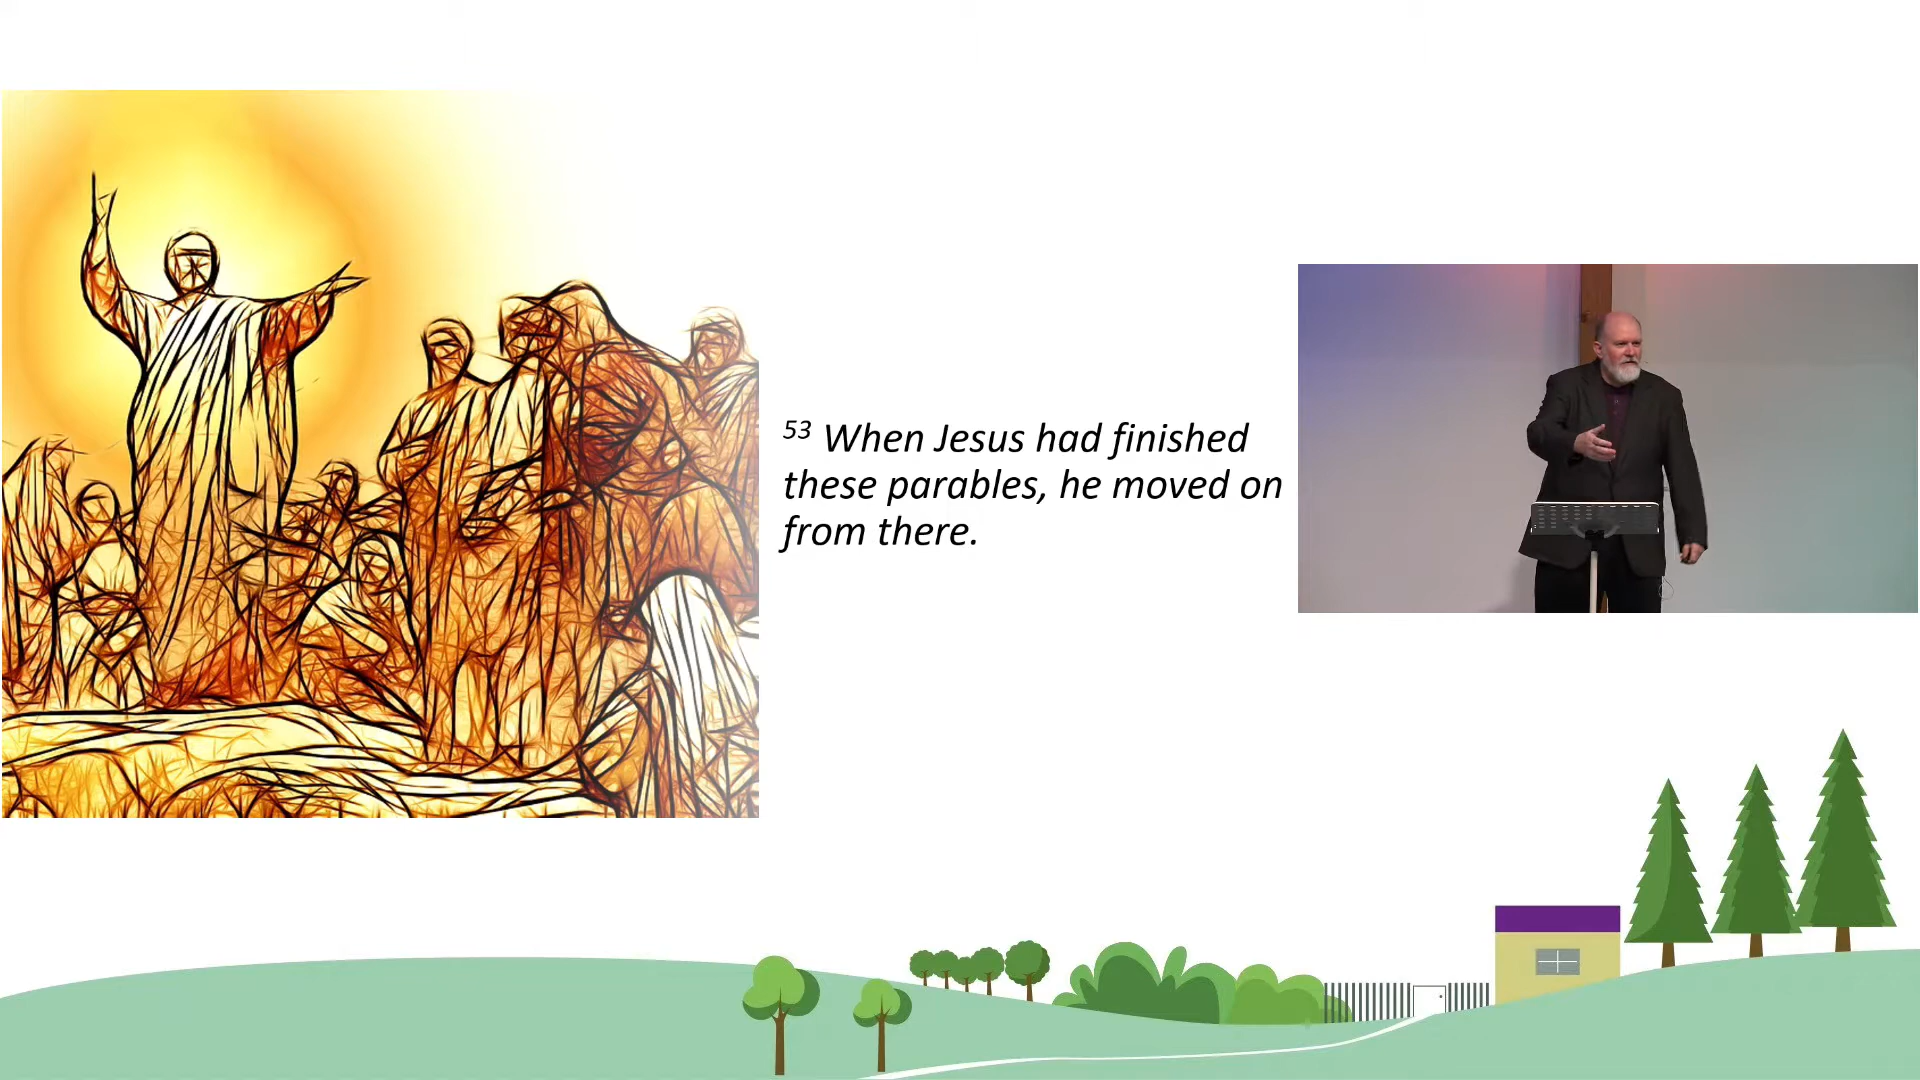 53 When Jesus had finished
these parables, he moved on
from there.